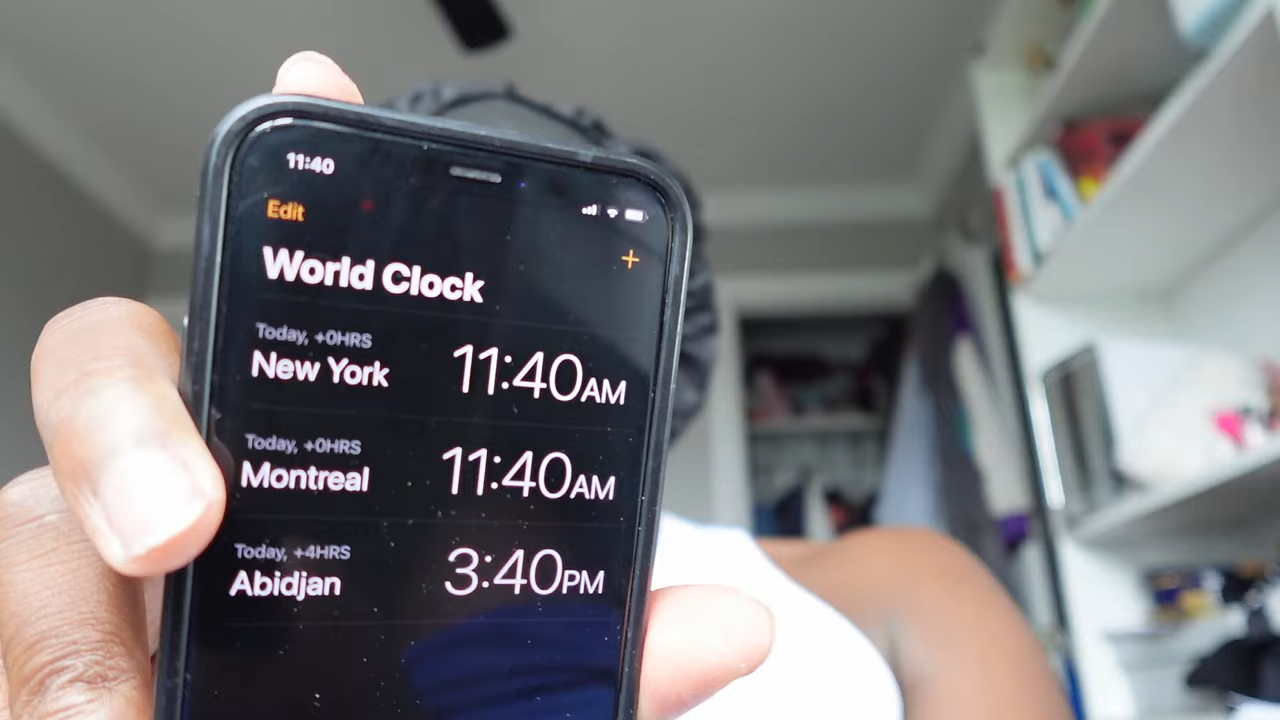 11:40
Edit
+
World Clock
Today, +0HRS
New York 11:40AM
Today, +0HRS
Montreal 11:40AM
Today, +4HRS
Abidjan 3:40PM